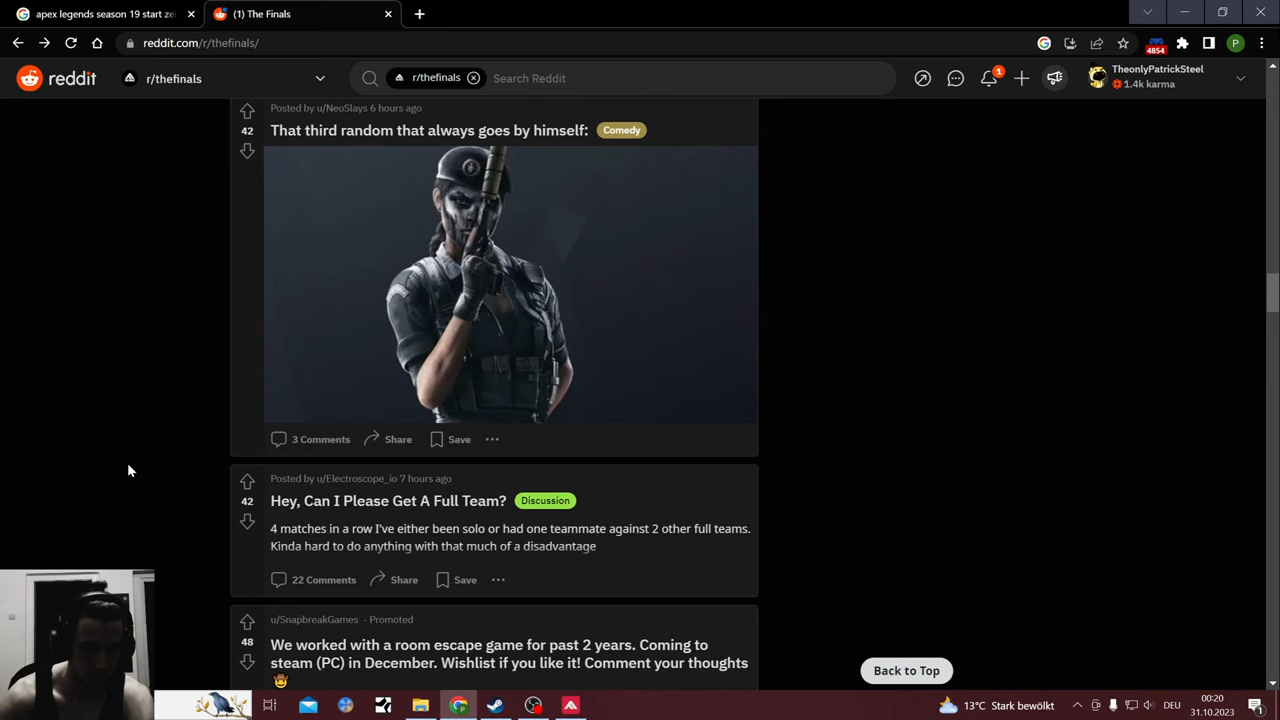 apex legends season 19 start zei
(1) The Finals
reddit.com/r/thefinals/
4854
P
reddit
r/thefinals
r/thefinals
Search Reddit
1
TheonlyPatrickSteel
1.4k karma
Posted by u/NeoSlays 6 hours ago
42
That third random that always goes by himself:
Comedy
3 Comments
Share
Save
Posted by u/Electroscope_io 7 hours ago
42
Hey, Can I Please Get A Full Team?
Discussion
4 matches in a row I've either been solo or had one teammate against 2 other full teams.
Kinda hard to do anything with that much of a disadvantage
22 Comments
Share
Save
u/SnapbreakGames - Promoted
48
We worked with a room escape game for past 2 years. Coming to
steam (PC) in December. Wishlist if you like it! Comment your thoughts
🤠
Back to Top
13°C Stark bewölkt
DEU
00:20
31.10.2023
1